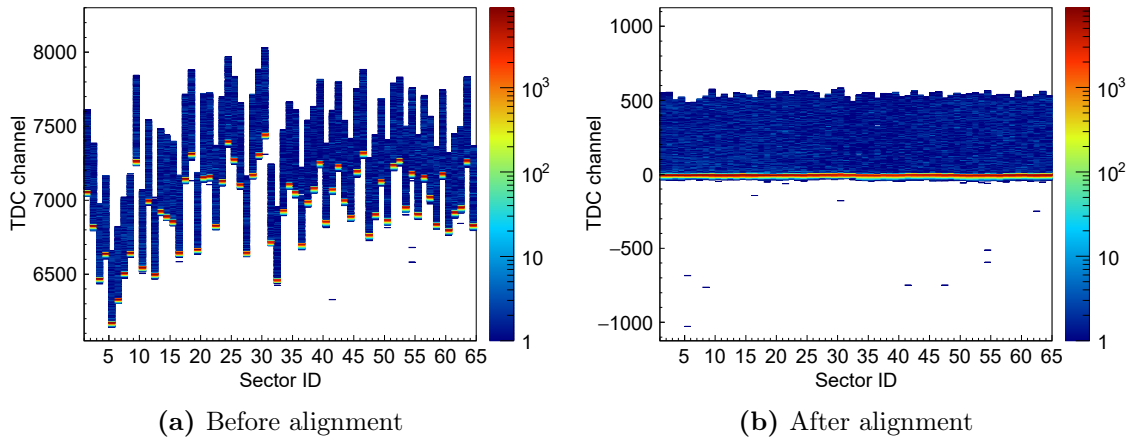 8000
7500
7000
6500
TDC channel
5 10 15 20 25 30 35 40 45 50 55 60 65
Sector ID
10³
10²
10
1
(a) Before alignment
1000
500
0
−500
−1000
TDC channel
5 10 15 20 25 30 35 40 45 50 55 60 65
Sector ID
10³
10²
10
1
(b) After alignment